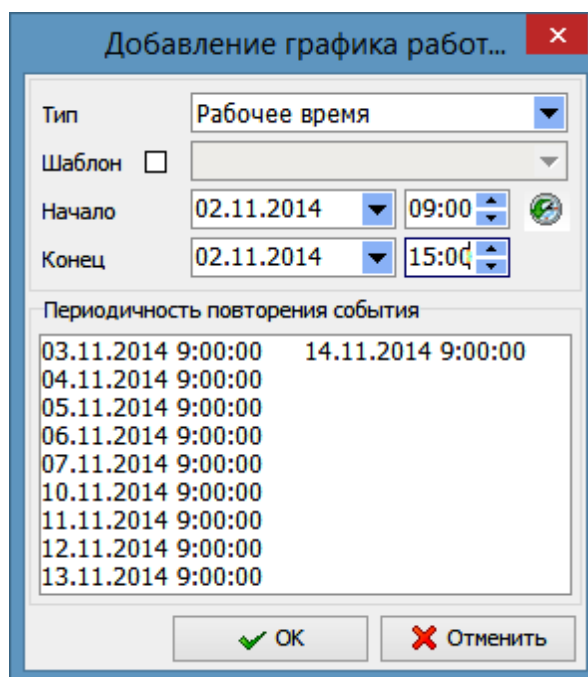 Добавление графика работ...
Тип Рабочее время
Шаблон
Начало 02.11.2014 09:00
Конец 02.11.2014 15:00
Периодичность повторения события
03.11.2014 9:00:00 14.11.2014 9:00:00
04.11.2014 9:00:00
05.11.2014 9:00:00
06.11.2014 9:00:00
07.11.2014 9:00:00
10.11.2014 9:00:00
11.11.2014 9:00:00
12.11.2014 9:00:00
13.11.2014 9:00:00
OK Отменить